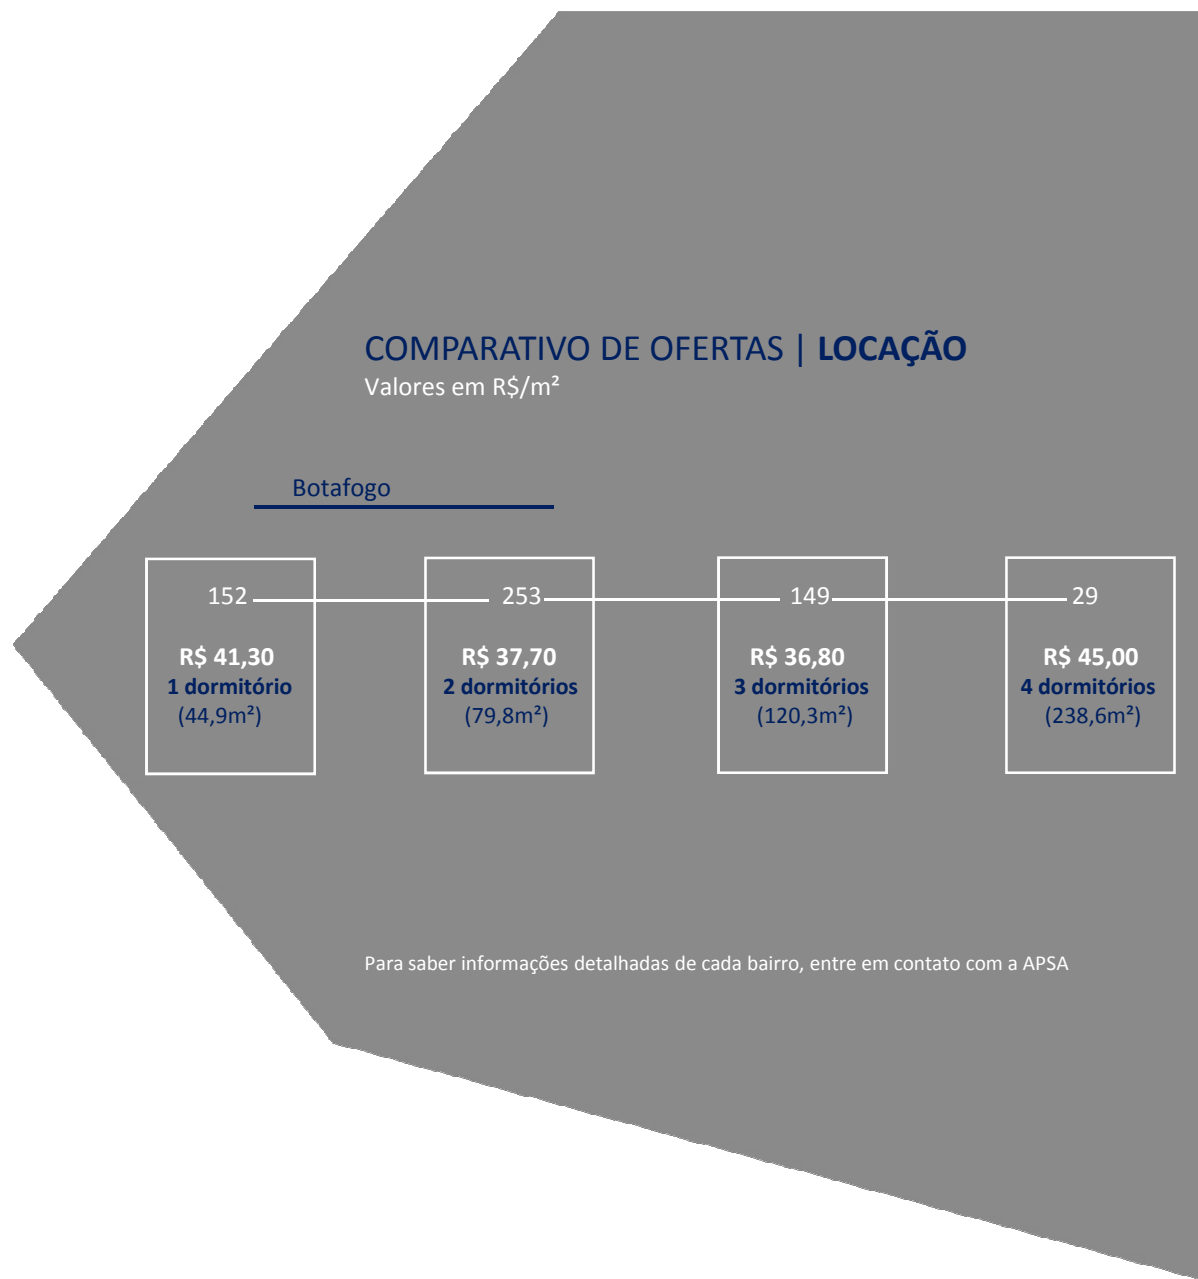 COMPARATIVO DE OFERTAS | LOCAÇÃO
Valores em R$/m²
Botafogo
152
R$ 41,30
1 dormitório
(44,9m²)
253
R$ 37,70
2 dormitórios
(79,8m²)
149
R$ 36,80
3 dormitórios
(120,3m²)
29
R$ 45,00
4 dormitórios
(238,6m²)
Para saber informações detalhadas de cada bairro, entre em contato com a APSA